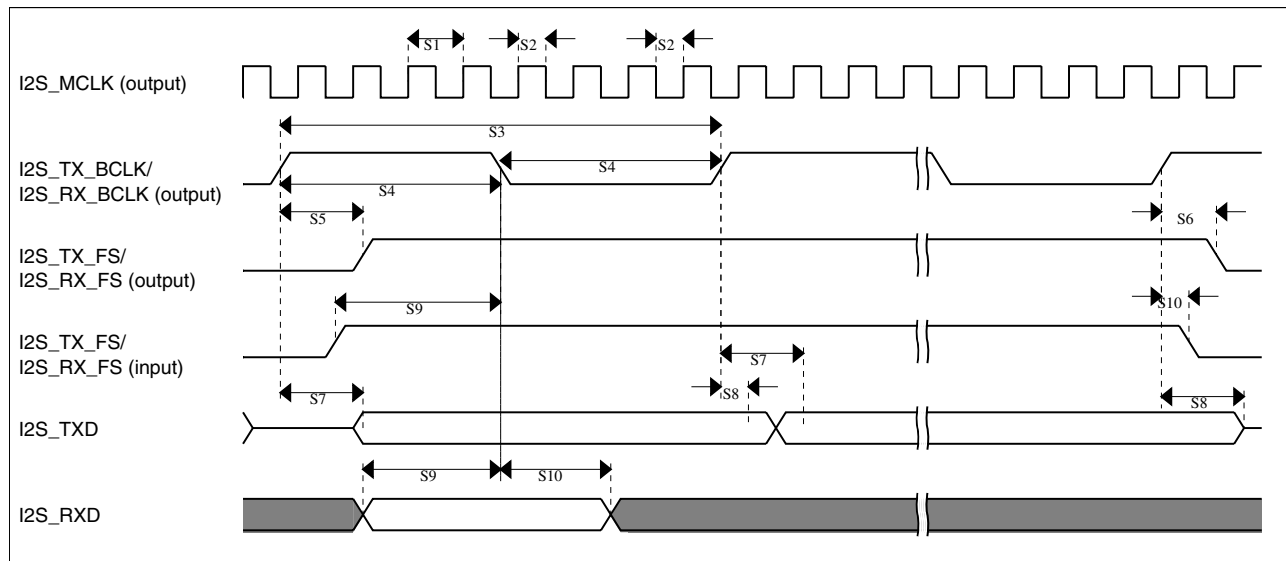 S1
S2
S2
I2S_MCLK (output)
S3
I2S_TX_BCLK/
I2S_RX_BCLK (output)
S4
S4
S5
S6
I2S_TX_FS/
I2S_RX_FS (output)
S9
S10
I2S_TX_FS/
I2S_RX_FS (input)
S7
S7
S8
S8
I2S_TXD
S9
S10
I2S_RXD